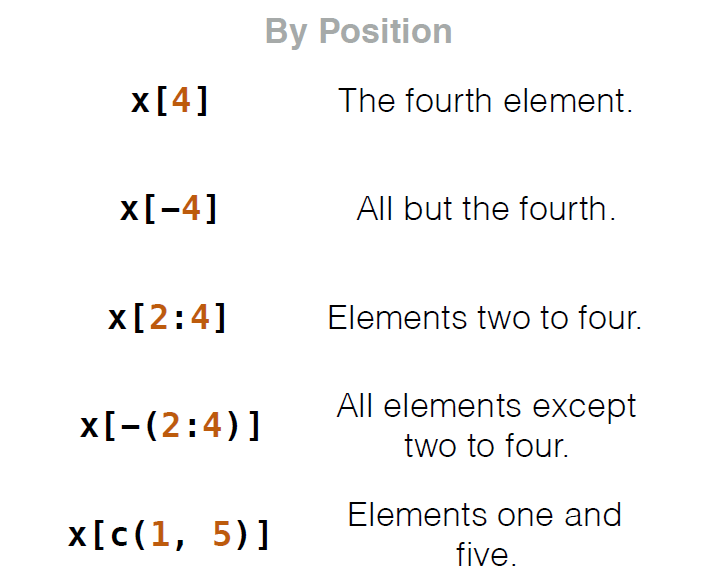 By Position
x[4] The fourth element.
x[−4] All but the fourth.
x[2:4] Elements two to four.
x[−(2:4)] All elements except
two to four.
x[c(1, 5)] Elements one and
five.